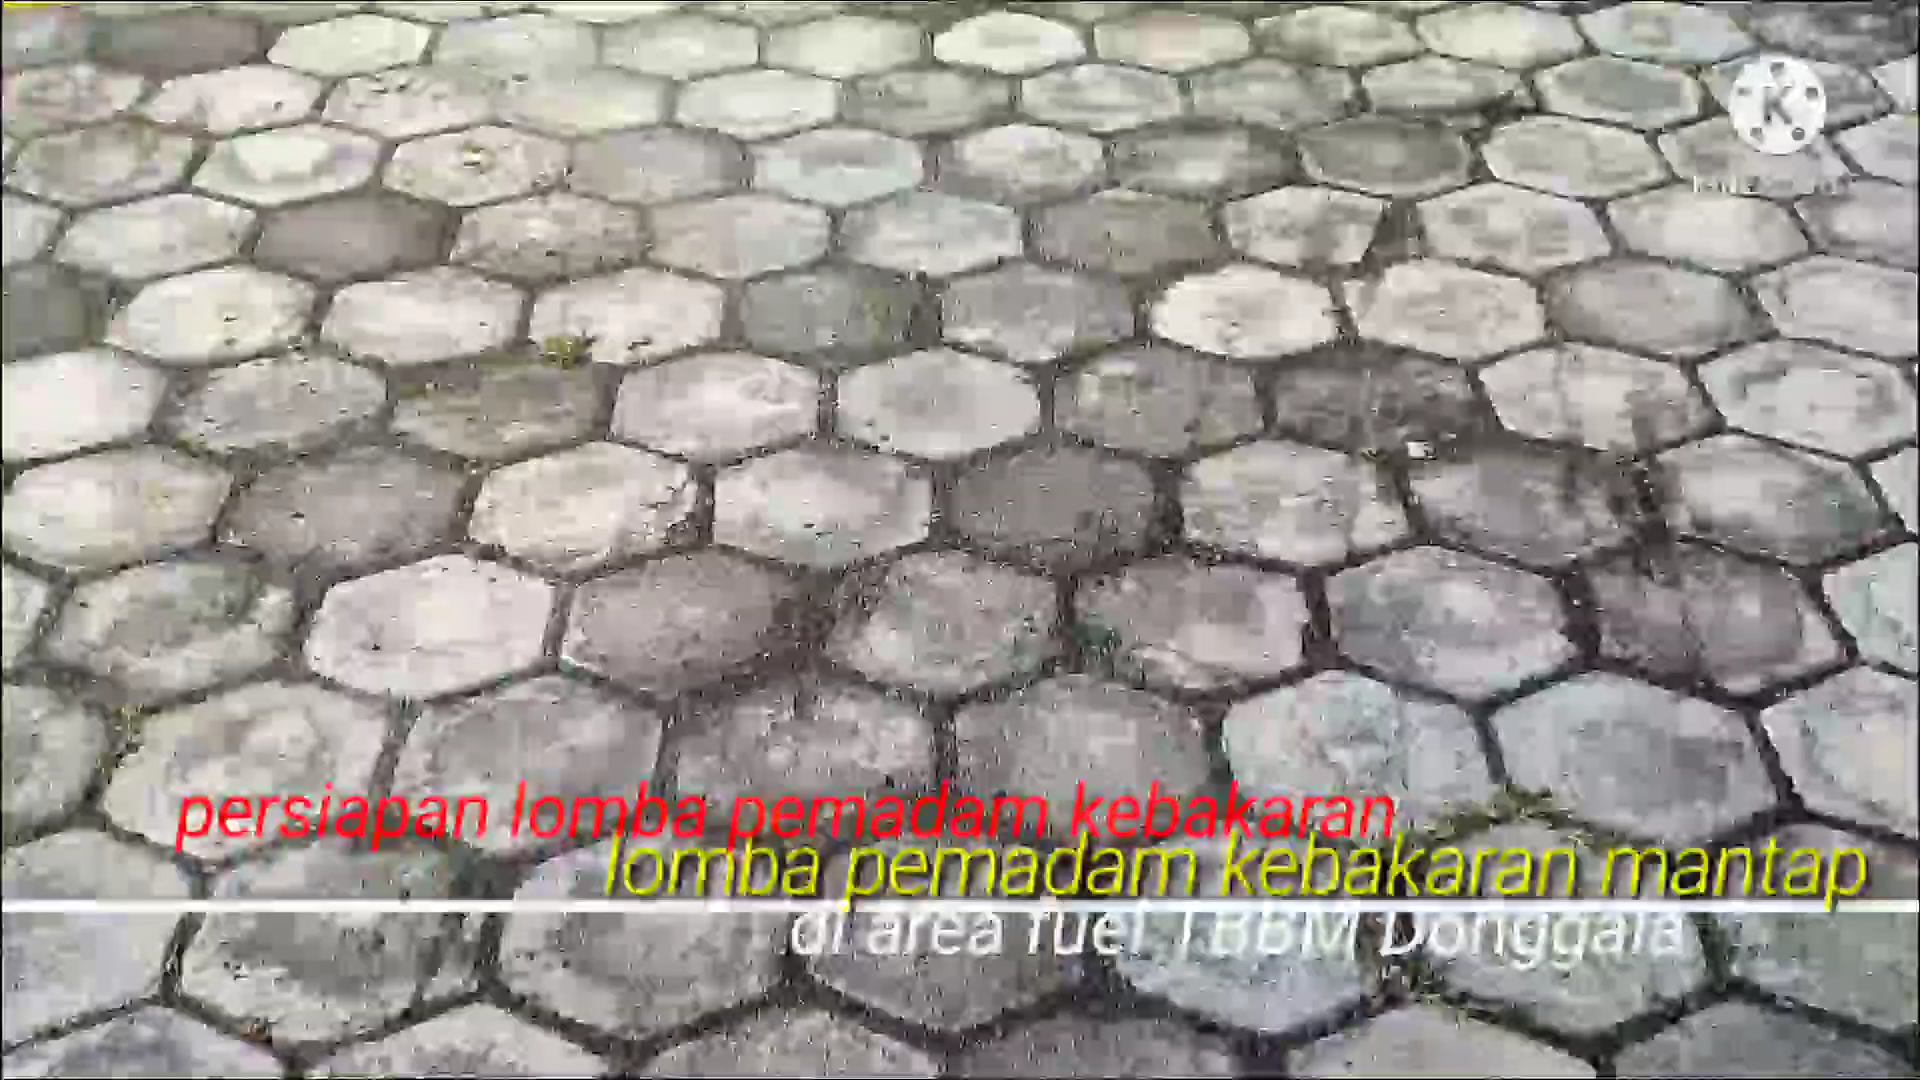 K
persiapan lomba pemadam kebakaran
lomba pemadam kebakaran mantap
di area fuel TBBM Donggala